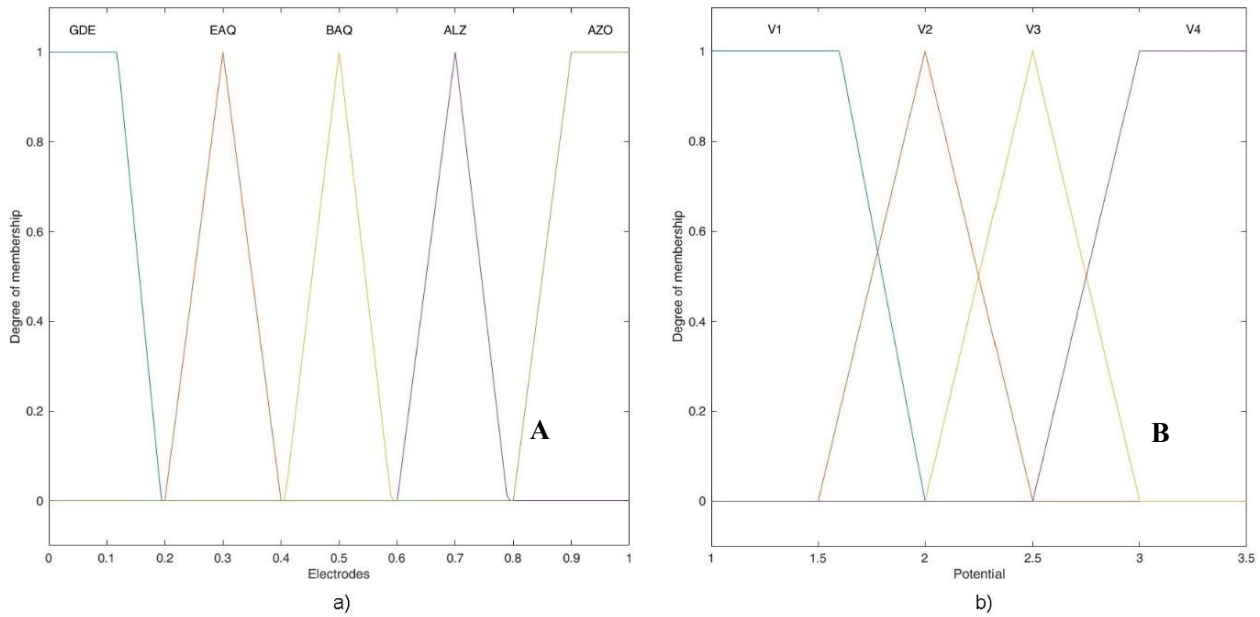 GDE EAQ BAQ ALZ AZO
1
0.8
0.6
0.4
0.2
0
Degree of membership
A
0 0.1 0.2 0.3 0.4 0.5 0.6 0.7 0.8 0.9 1
Electrodes
a)
V1 V2 V3 V4
1
0.8
0.6
0.4
0.2
0
Degree of membership
B
1 1.5 2 2.5 3 3.5
Potential
b)